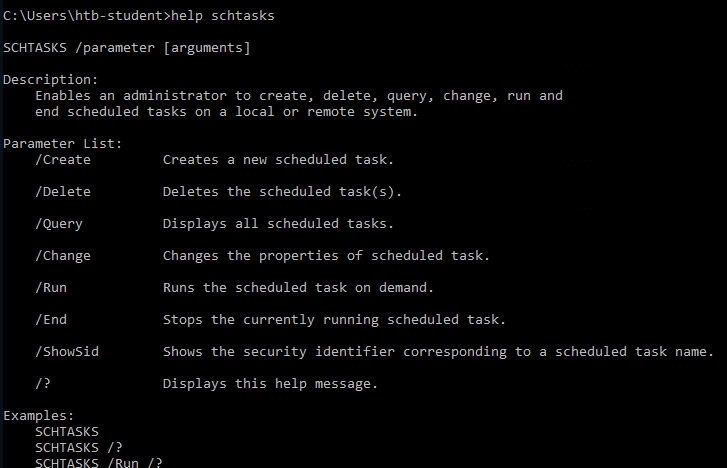 C:\Users\htb-student>help schtasks
SCHTASKS /parameter [arguments]
Description:
Enables an administrator to create, delete, query, change, run and
end scheduled tasks on a local or remote system.
Parameter List:
/Create Creates a new scheduled task.
/Delete Deletes the scheduled task(s).
/Query Displays all scheduled tasks.
/Change Changes the properties of scheduled task.
/Run Runs the scheduled task on demand.
/End Stops the currently running scheduled task.
/ShowSid Shows the security identifier corresponding to a scheduled task name.
/? Displays this help message.
Examples:
SCHTASKS
SCHTASKS /?
SCHTASKS /Run /?